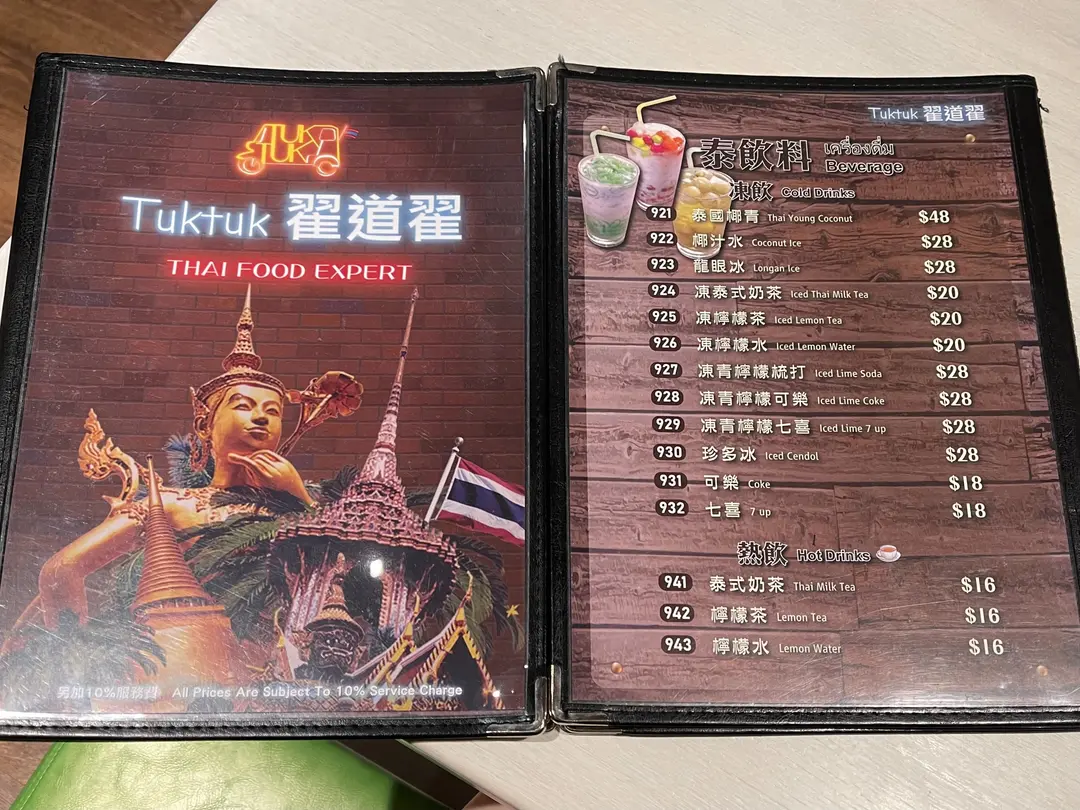 TUK
TUK
Tuktuk 翟道翟
THAI FOOD EXPERT
另加10%服務費 All Prices Are Subject To 10% Service Charge
Tuktuk 翟道翟
泰飲料 เครื่องดื่ม
Beverage
凍飲 Cold Drinks
921 泰國椰青 Thai Young Coconut $48
922 椰汁水 Coconut Ice $28
923 龍眼冰 Longan Ice $28
924 凍泰式奶茶 Iced Thai Milk Tea $20
925 凍檸檬茶 Iced Lemon Tea $20
926 凍檸檬水 Iced Lemon Water $20
927 凍青檸檬梳打 Iced Lime Soda $28
928 凍青檸檬可樂 Iced Lime Coke $28
929 凍青檸檬七喜 Iced Lime 7 up $28
930 珍多冰 Iced Cendol $28
931 可樂 Coke $18
932 七喜 7 up $18
熱飲 Hot Drinks
941 泰式奶茶 Thai Milk Tea $16
942 檸檬茶 Lemon Tea $16
943 檸檬水 Lemon Water $16